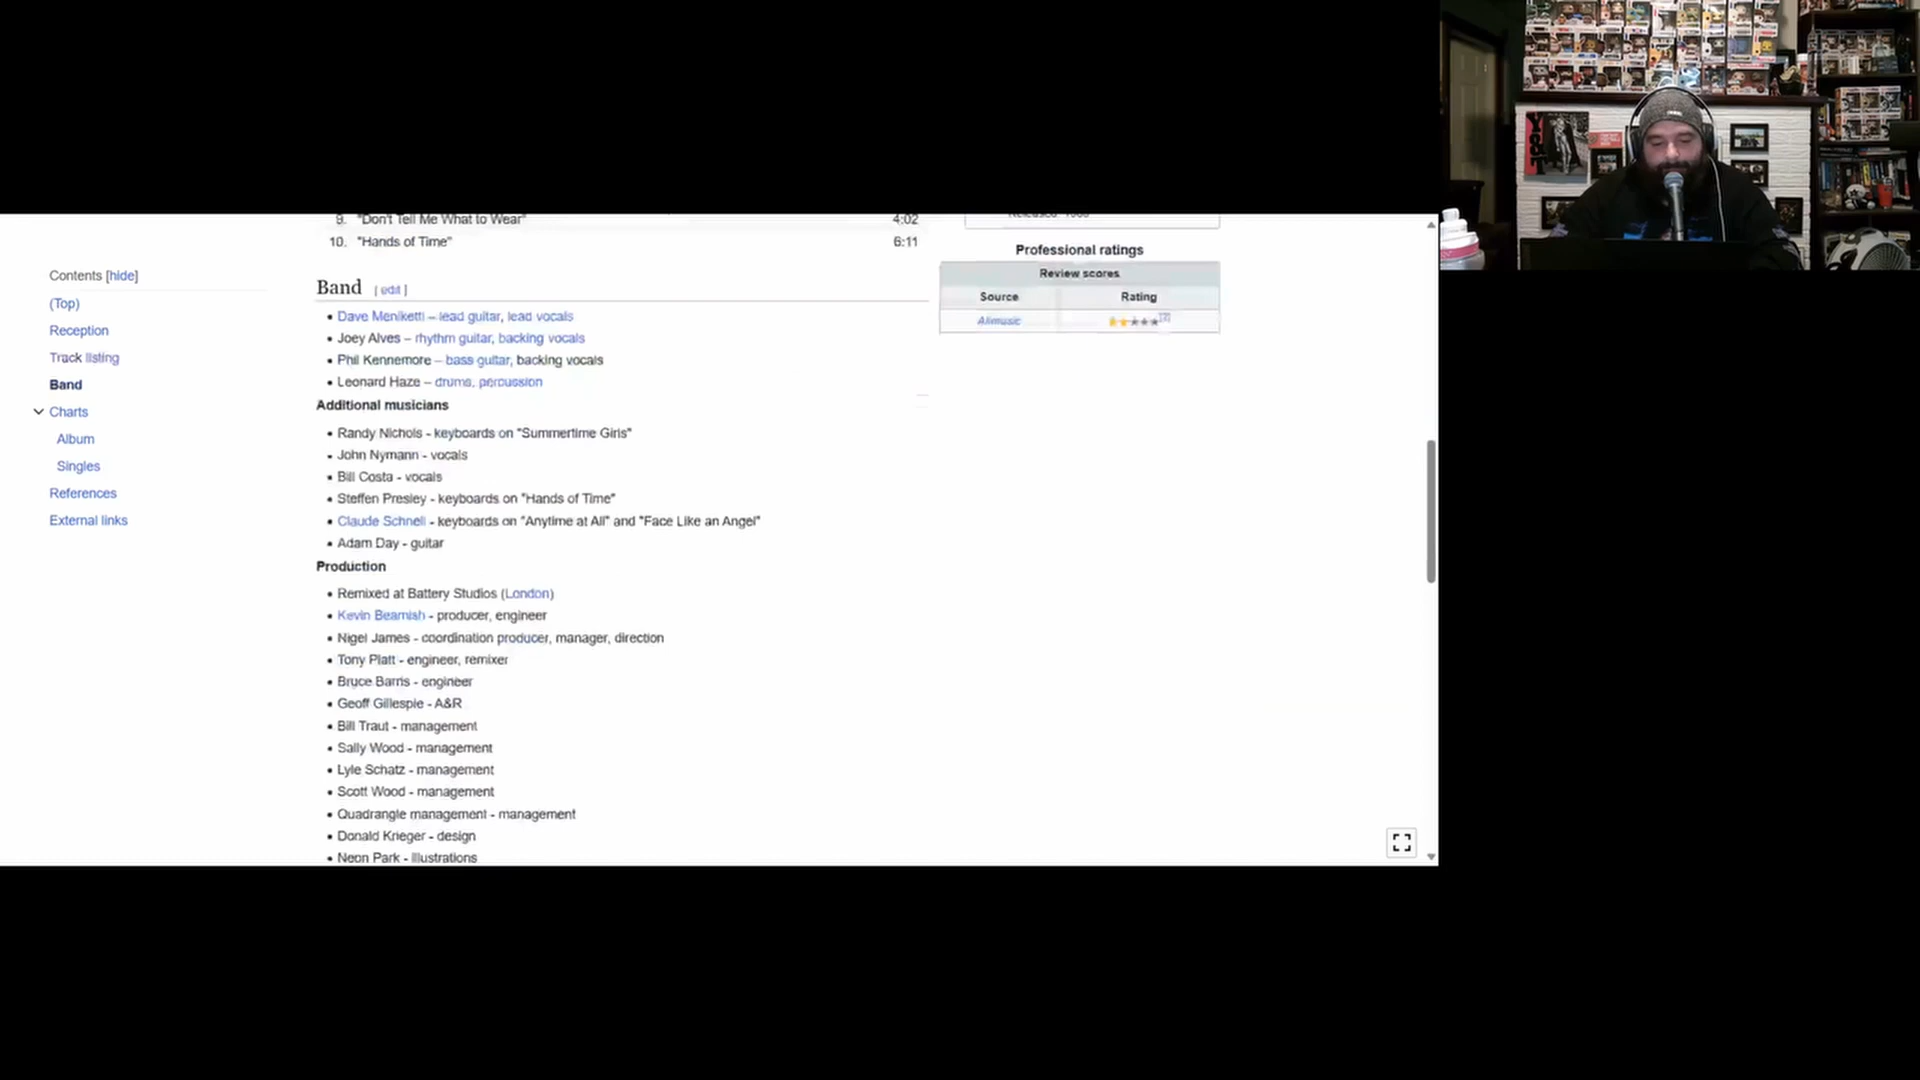 9. "Don't Tell Me What to Wear" 4:02
10. "Hands of Time" 6:11
Contents [hide]
(Top)
Reception
Track listing
Band
Charts
Album
Singles
References
External links
Band [ edit ]
• Dave Meniketti – lead guitar, lead vocals
• Joey Alves – rhythm guitar, backing vocals
• Phil Kennemore – bass guitar, backing vocals
• Leonard Haze – drums, percussion
Additional musicians
• Randy Nichols - keyboards on "Summertime Girls"
• John Nymann - vocals
• Bill Costa - vocals
• Steffen Presley - keyboards on "Hands of Time"
• Claude Schnell - keyboards on "Anytime at All" and "Face Like an Angel"
• Adam Day - guitar
Production
• Remixed at Battery Studios (London)
• Kevin Beamish - producer, engineer
• Nigel James - coordination producer, manager, direction
• Tony Platt - engineer, remixer
• Bruce Barris - engineer
• Geoff Gillespie - A&R
• Bill Traut - management
• Sally Wood - management
• Lyle Schatz - management
• Scott Wood - management
• Quadrangle management - management
• Donald Krieger - design
• Neon Park - Illustrations
Released: 1985
Professional ratings
Review scores
Source Rating
Allmusic ★★★★★[2]
Y&T